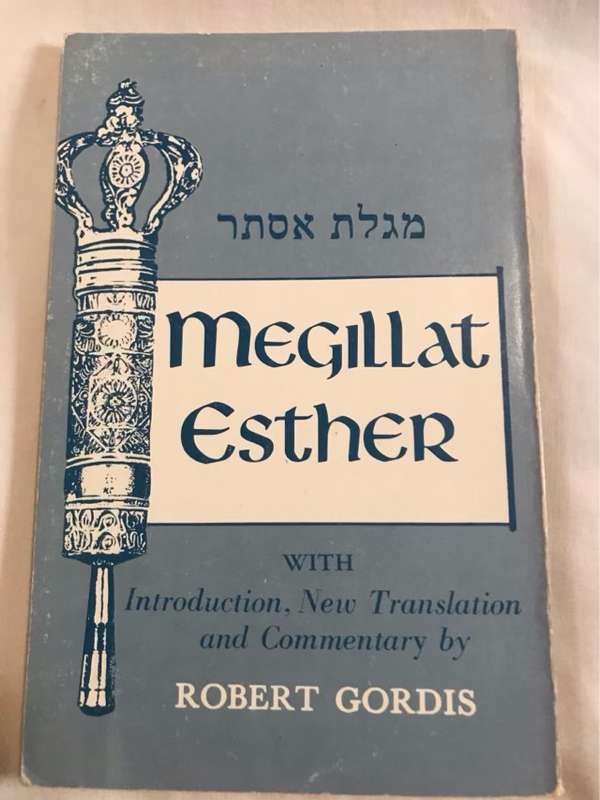 מגלת אסתר
Megillat
Esther
WITH
Introduction, New Translation
and Commentary by
ROBERT GORDIS